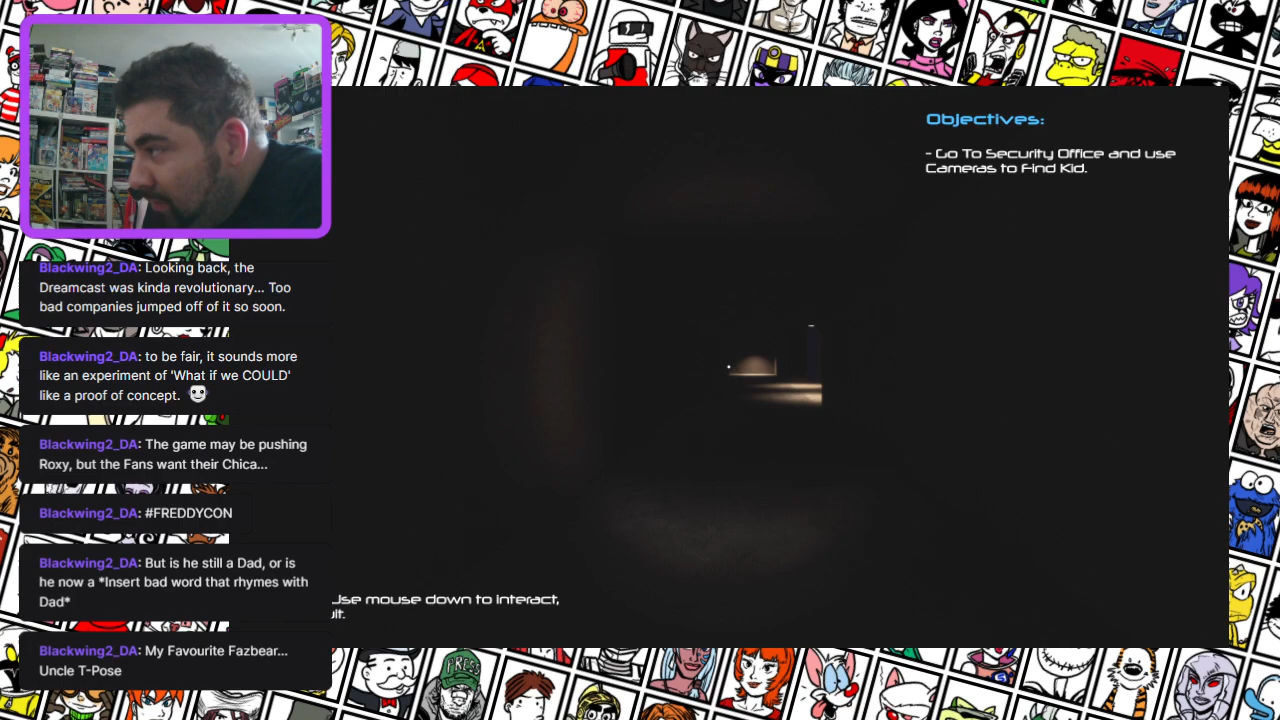 Blackwing2_DA: Looking back, the
Dreamcast was kinda revolutionary... Too
bad companies jumped off of it so soon.
Blackwing2_DA: to be fair, it sounds more
like an experiment of 'What if we COULD'
like a proof of concept.
Blackwing2_DA: The game may be pushing
Roxy, but the Fans want their Chica...
Blackwing2_DA: #FREDDYCON
Blackwing2_DA: But is he still a Dad, or is
he now a *Insert bad word that rhymes with
Dad*
Blackwing2_DA: My Favourite Fazbear...
Uncle T-Pose
Objectives:
- Go To Security Office and use
Cameras to Find Kid.
Use mouse down to interact,
PRESS